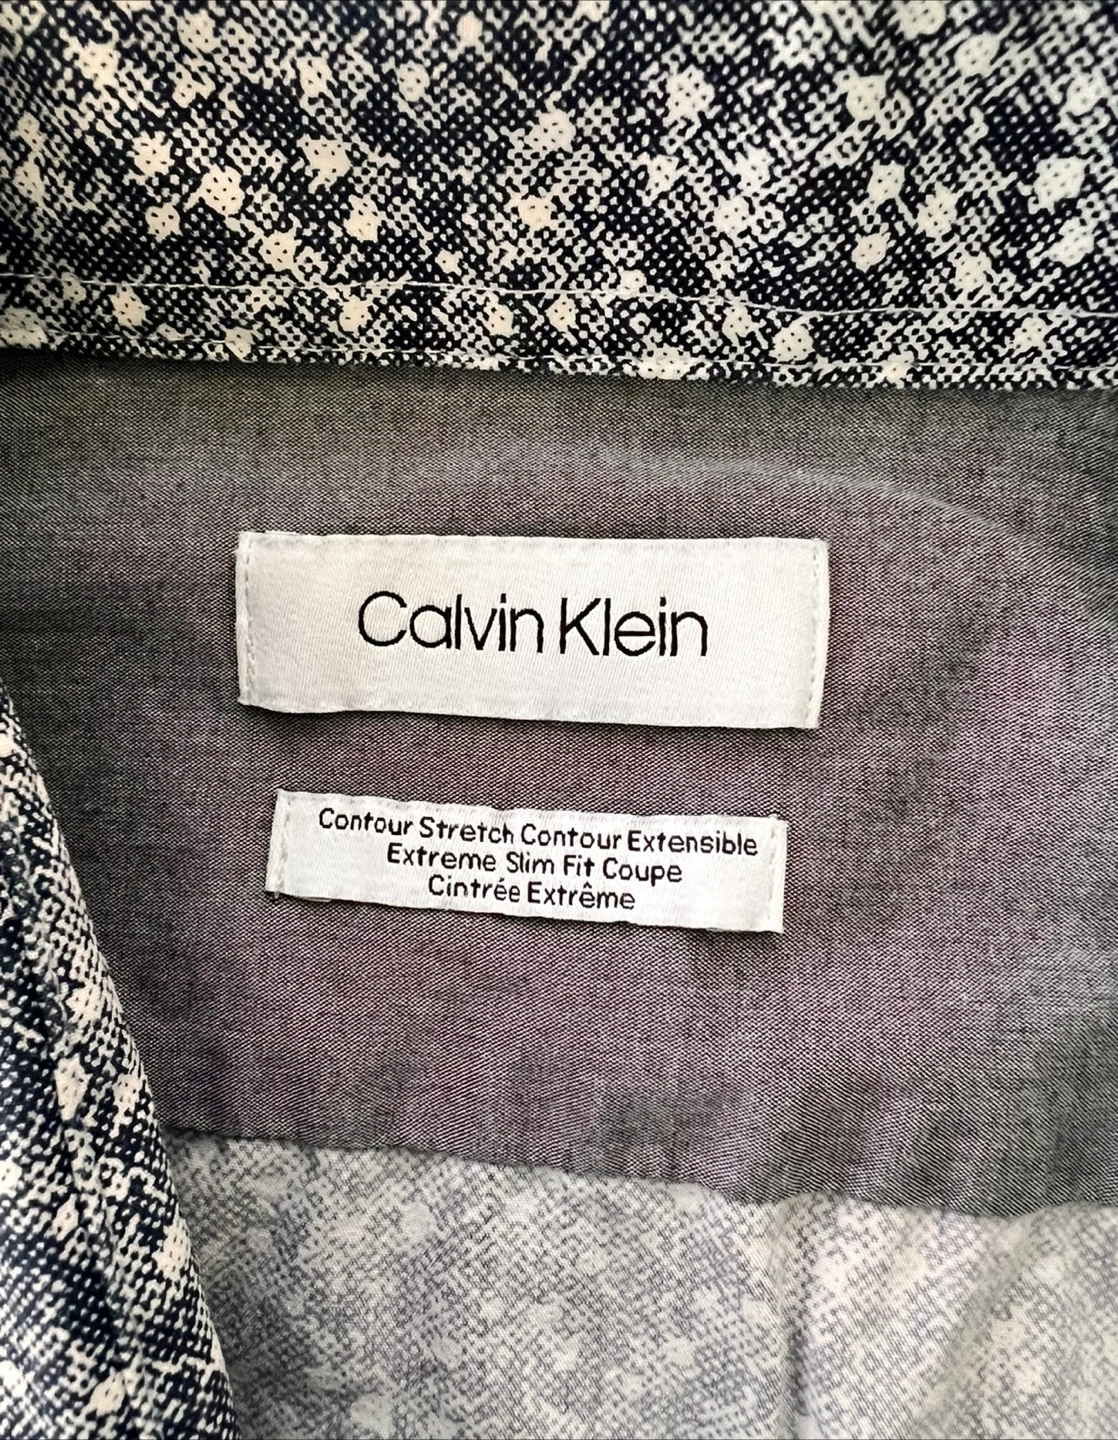 Calvin Klein
Contour Stretch Contour Extensible
Extreme Slim Fit Coupe
Cintrée Extrême